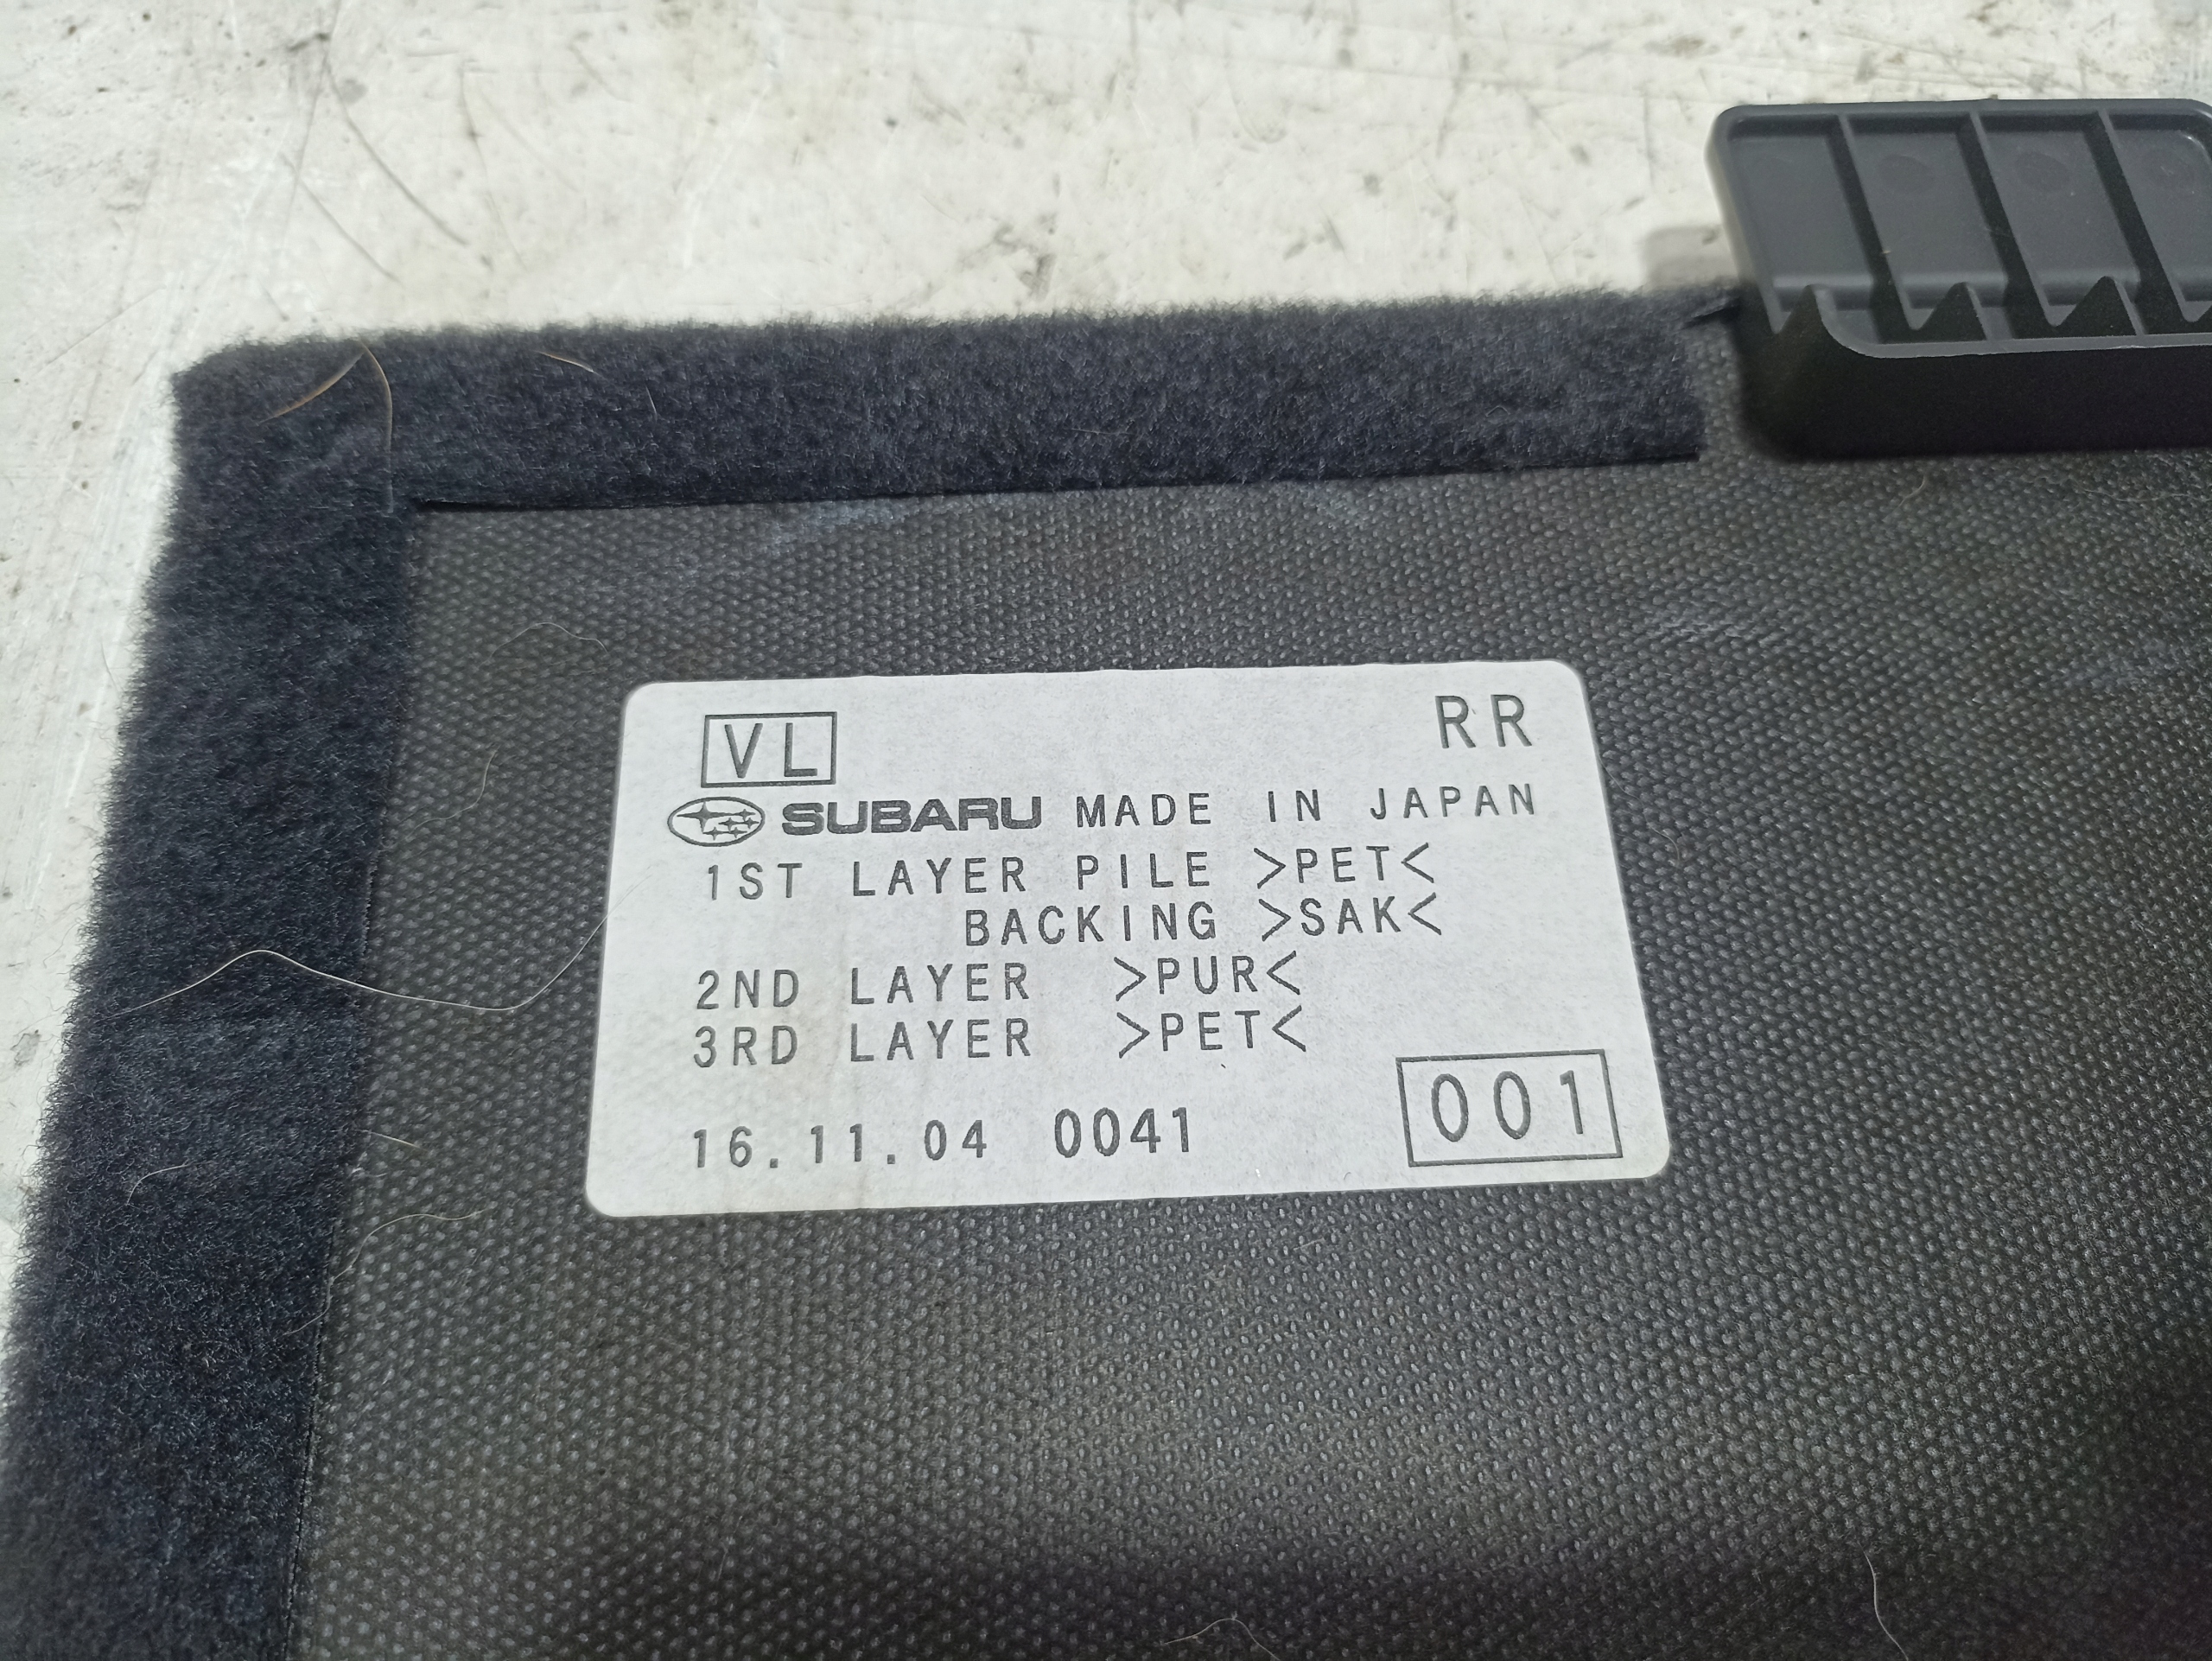 VL RR
SUBARU MADE IN JAPAN
1ST LAYER PILE >PET<
BACKING >SAK<
2ND LAYER >PUR<
3RD LAYER >PET<
16.11.04 0041 001